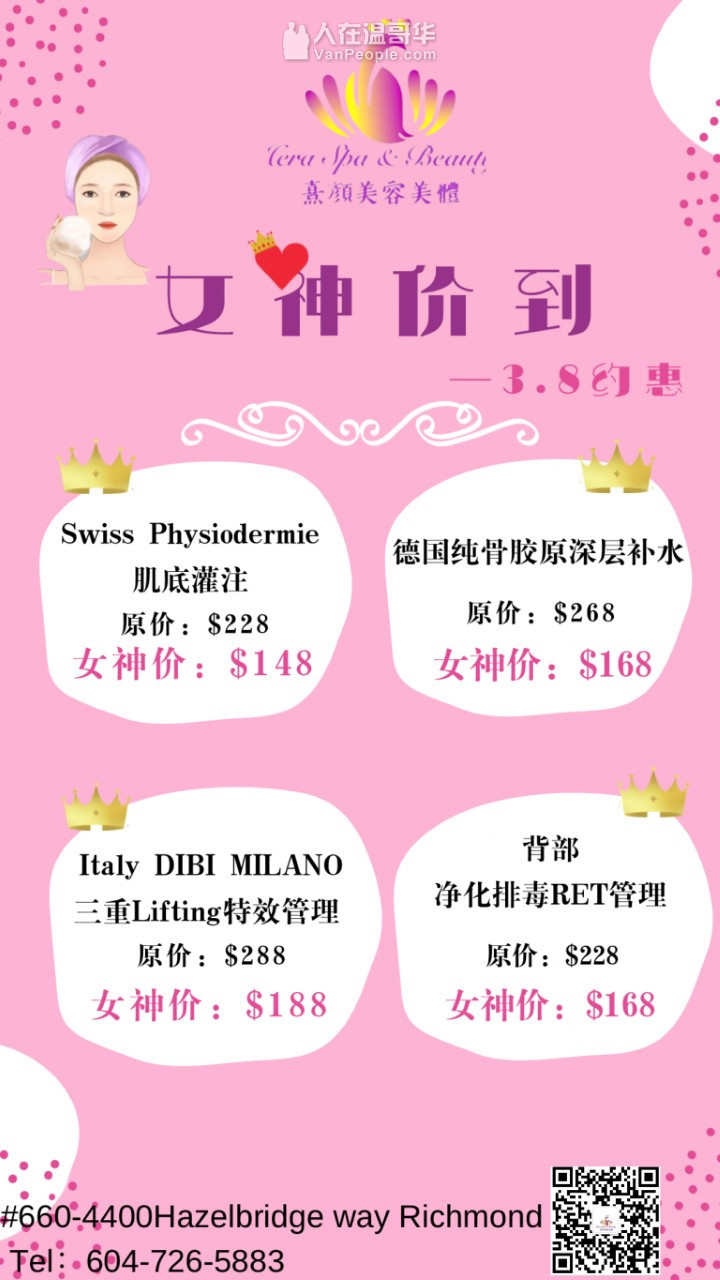 人在温哥华
VanPeople.com
Tera Spa & Beauty
熹顔美容美體
女神价到
—3.8约惠
Swiss Physiodermie
肌底灌注
原价：$228
女神价：$148
德国纯骨胶原深层补水
原价：$268
女神价：$168
Italy DIBI MILANO
三重Lifting特效管理
原价：$288
女神价：$188
背部
净化排毒RET管理
原价：$228
女神价：$168
#660-4400Hazelbridge way Richmond
Tel：604-726-5883